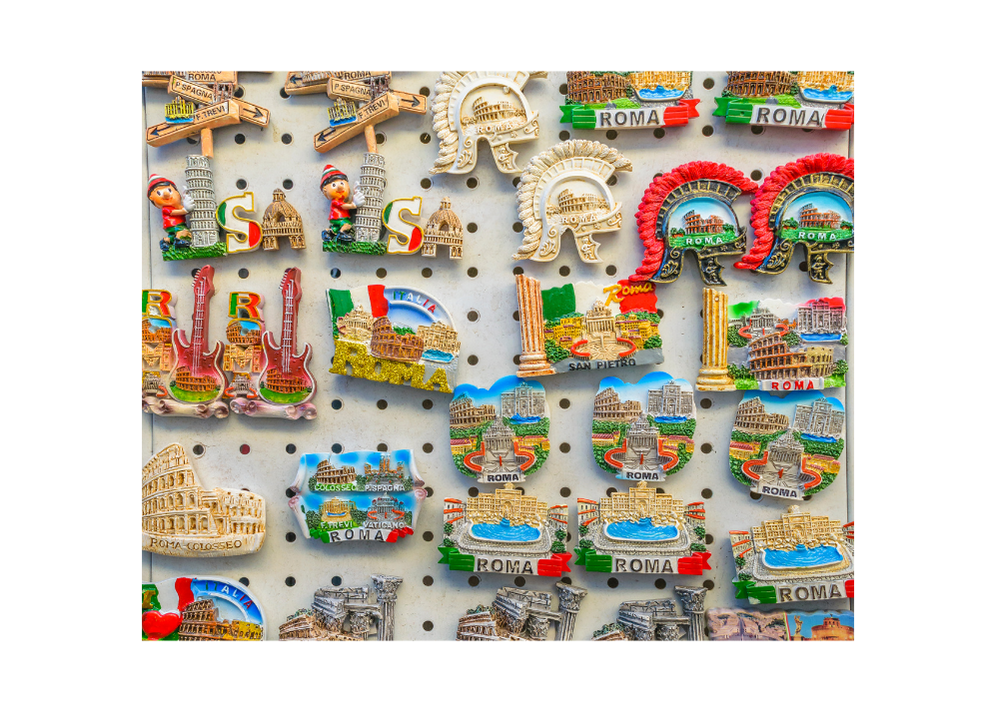 ROMA
P.SPAGNA
F.TREVI
ROMA
P.SPAGNA
F.TREVI
ROMA
ROMA
ROMA
ROMA
ROMA
ROMA
S
S
R
R
ITALIA
ROMA
Roma
SAN PIETRO
ROMA
ROMA
ROMA
ROMA
ROMA-COLOSSEO
COLOSSEO P.SPAGNA
F.TREVI VATICANO
ROMA
ROMA
ROMA
ROMA
ITALIA